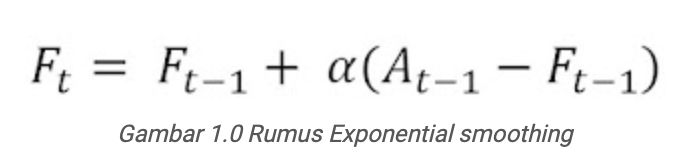 Fₜ = Fₜ₋₁ + α(Aₜ₋₁ − Fₜ₋₁)
Gambar 1.0 Rumus Exponential smoothing